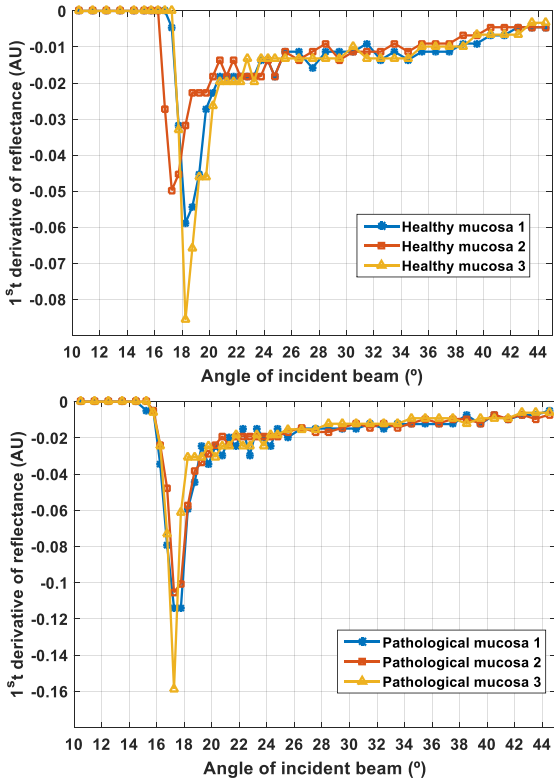 0
-0.01
-0.02
-0.03
-0.04
-0.05
-0.06
-0.07
-0.08
1st derivative of reflectance (AU)
Healthy mucosa 1
Healthy mucosa 2
Healthy mucosa 3
10 12 14 16 18 20 22 24 26 28 30 32 34 36 38 40 42 44
Angle of incident beam (º)
0
-0.02
-0.04
-0.06
-0.08
-0.1
-0.12
-0.14
-0.16
1st derivative of reflectance (AU)
Pathological mucosa 1
Pathological mucosa 2
Pathological mucosa 3
10 12 14 16 18 20 22 24 26 28 30 32 34 36 38 40 42 44
Angle of incident beam (º)